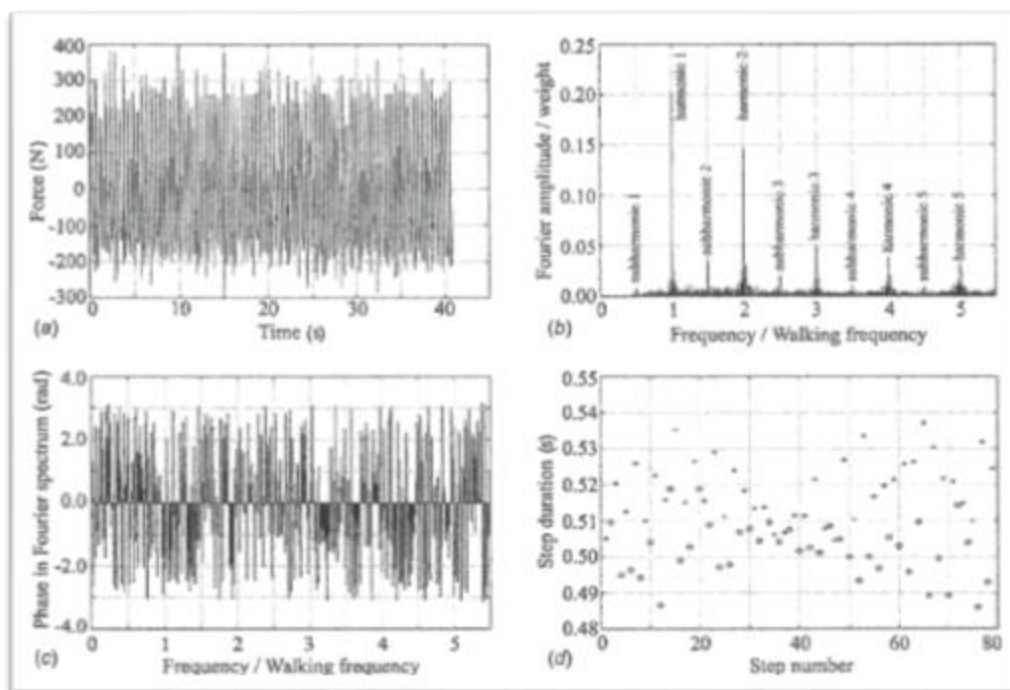 400
300
200
100
0
-100
-200
-300
0 10 20 30 40
Force (N)
Time (s)
(a)
0.25
0.20
0.15
0.10
0.05
0.00
1 2 3 4 5
Fourier amplitude / weight
subharmonic 1
harmonic 1
subharmonic 2
harmonic 2
subharmonic 3
harmonic 3
subharmonic 4
harmonic 4
subharmonic 5
harmonic 5
Frequency / Walking frequency
(b)
4.0
2.0
0.0
-2.0
-4.0
0 1 2 3 4 5
Phase in Fourier spectrum (rad)
Frequency / Walking frequency
(c)
0.55
0.54
0.53
0.52
0.51
0.50
0.49
0.48
0 20 40 60 80
Step duration (s)
Step number
(d)